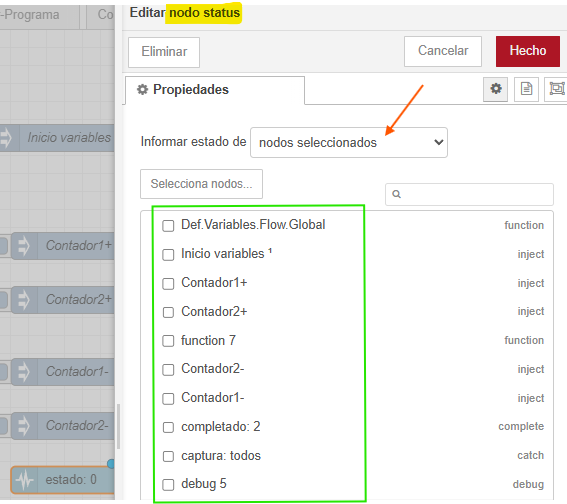 -Programa
Co
Editar nodo status
Eliminar
Cancelar
Hecho
Propiedades
Informar estado de
nodos seleccionados
Selecciona nodos...
Def.Variables.Flow.Global function
Inicio variables ¹ inject
Contador1+ inject
Contador2+ inject
function 7 function
Contador2- inject
Contador1- inject
completado: 2 complete
captura: todos catch
debug 5 debug
Inicio variables
Contador1+
Contador2+
Contador1-
Contador2-
estado: 0